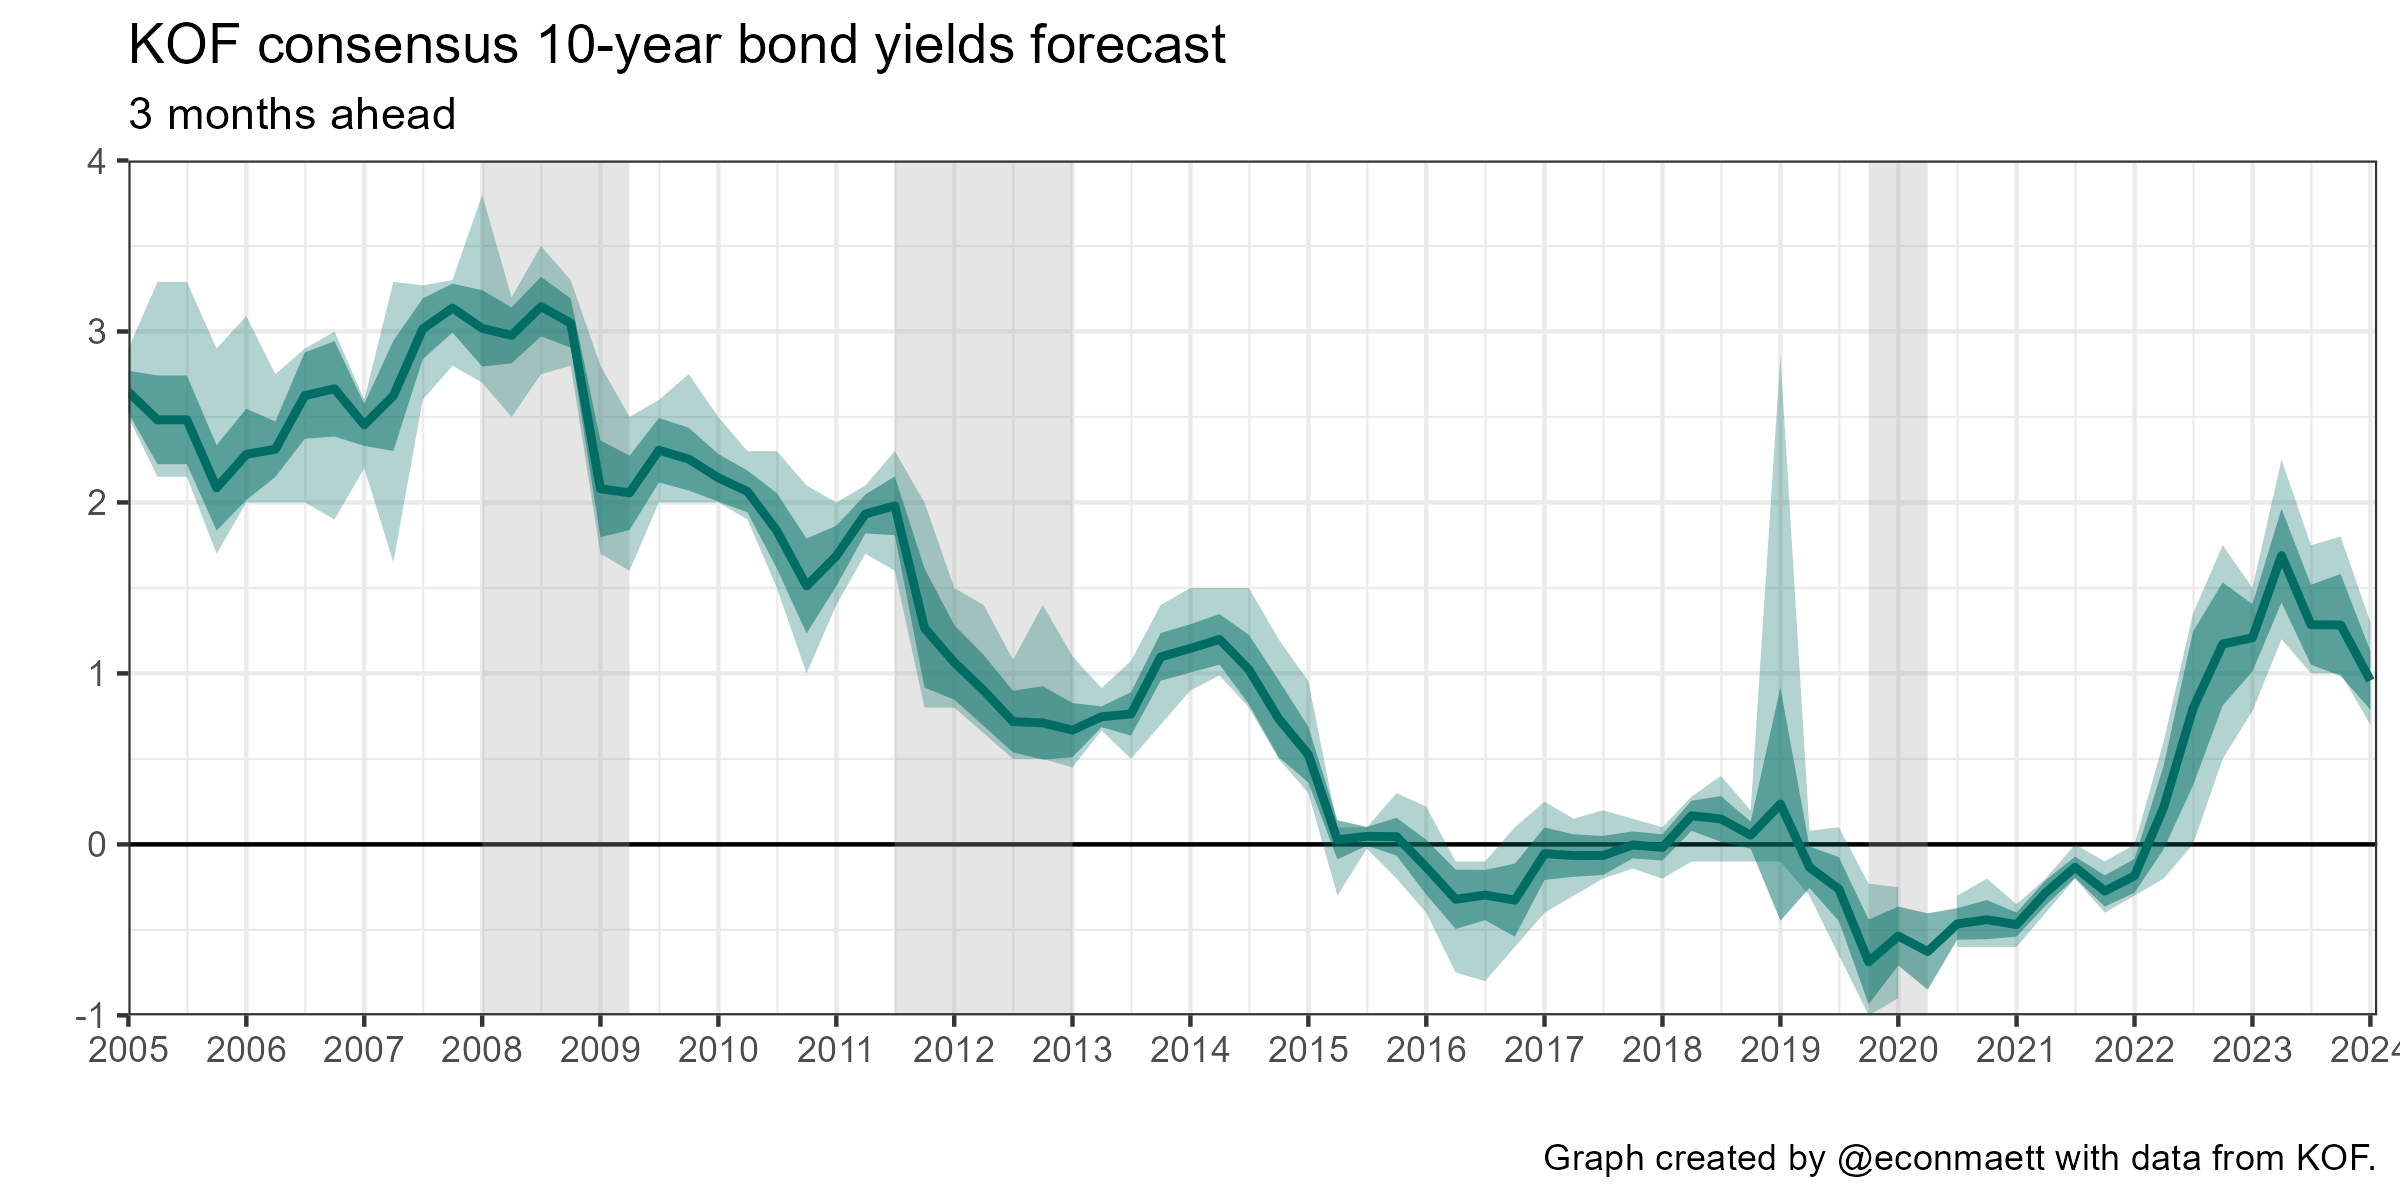 KOF consensus 10-year bond yields forecast
3 months ahead
4
3
2
1
0
-1
2005 2006 2007 2008 2009 2010 2011 2012 2013 2014 2015 2016 2017 2018 2019 2020 2021 2022 2023 2024
Graph created by @econmaett with data from KOF.